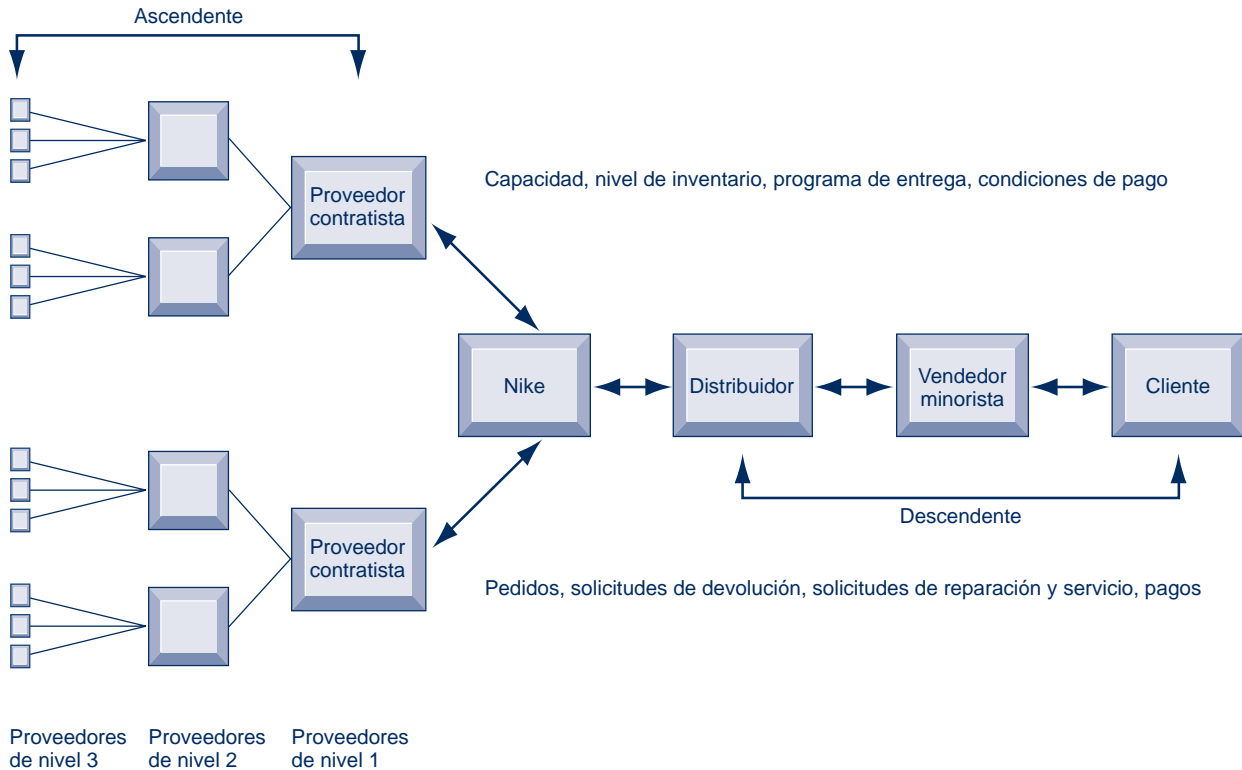 Ascendente
Proveedor
contratista
Capacidad, nivel de inventario, programa de entrega, condiciones de pago
Nike
Distribuidor
Vendedor
minorista
Cliente
Descendente
Proveedor
contratista
Pedidos, solicitudes de devolución, solicitudes de reparación y servicio, pagos
Proveedores
de nivel 3
Proveedores
de nivel 2
Proveedores
de nivel 1